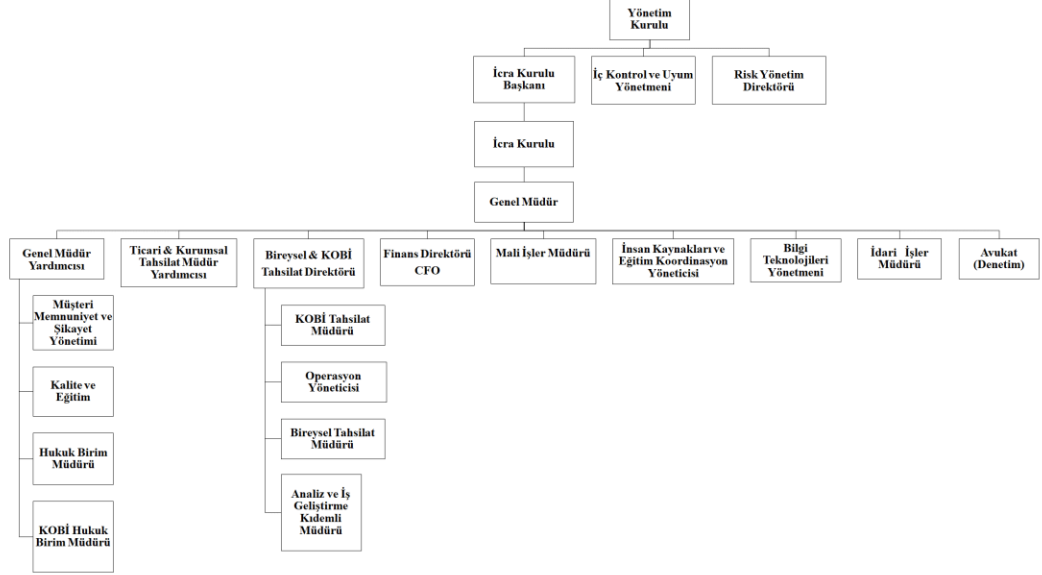 Yönetim
Kurulu
İcra Kurulu
Başkanı
İç Kontrol ve Uyum
Yönetmeni
Risk Yönetim
Direktörü
İcra Kurulu
Genel Müdür
Genel Müdür
Yardımcısı
Ticari & Kurumsal
Tahsilat Müdür
Yardımcısı
Bireysel & KOBİ
Tahsilat Direktörü
Finans Direktörü
CFO
Mali İşler Müdürü
İnsan Kaynakları ve
Eğitim Koordinasyon
Yöneticisi
Bilgi
Teknolojileri
Yönetmeni
İdari İşler
Müdürü
Avukat
(Denetim)
Müşteri
Memnuniyet ve
Şikayet
Yönetimi
Kalite ve
Eğitim
Hukuk Birim
Müdürü
KOBİ Hukuk
Birim Müdürü
KOBİ Tahsilat
Müdürü
Operasyon
Yöneticisi
Bireysel Tahsilat
Müdürü
Analiz ve İş
Geliştirme
Kıdemli
Müdürü